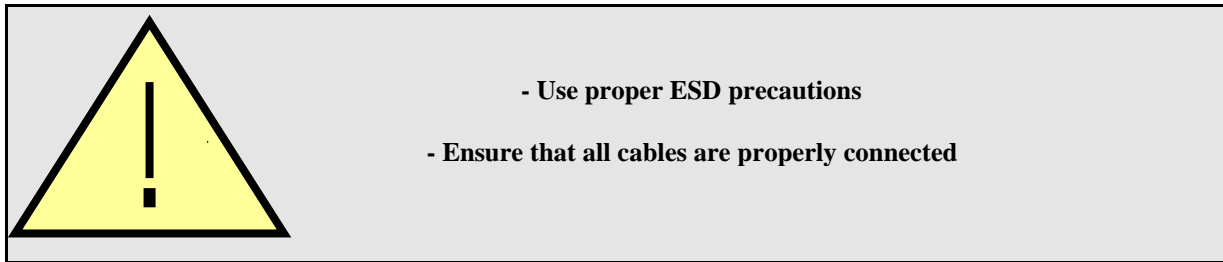 - Use proper ESD precautions
- Ensure that all cables are properly connected